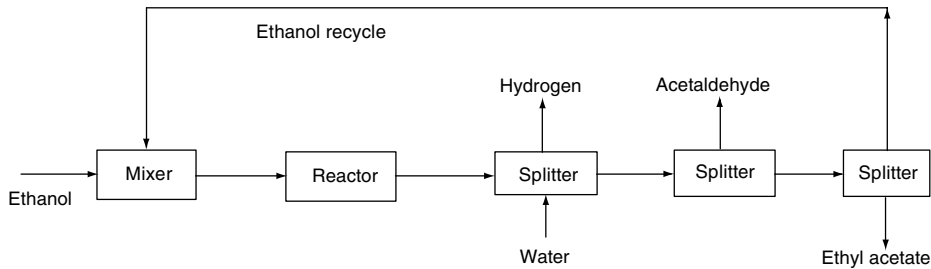 Ethanol recycle
Hydrogen
Acetaldehyde
Mixer
Reactor
Splitter
Splitter
Splitter
Ethanol
Water
Ethyl acetate